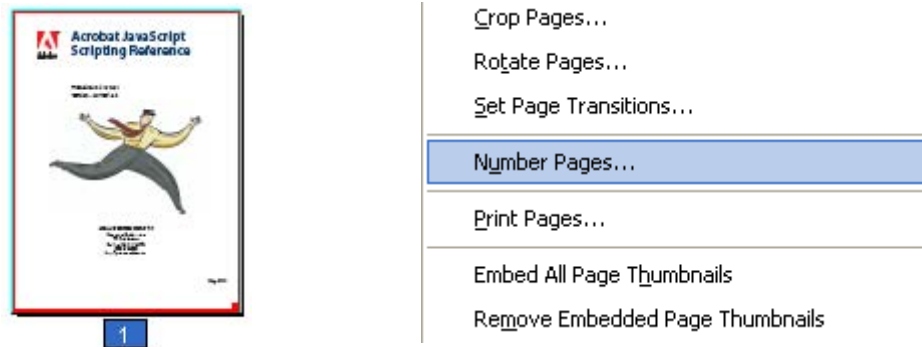 Acrobat JavaScript
Scripting Reference
Adobe
1
Crop Pages...
Rotate Pages...
Set Page Transitions...
Number Pages...
Print Pages...
Embed All Page Thumbnails
Remove Embedded Page Thumbnails